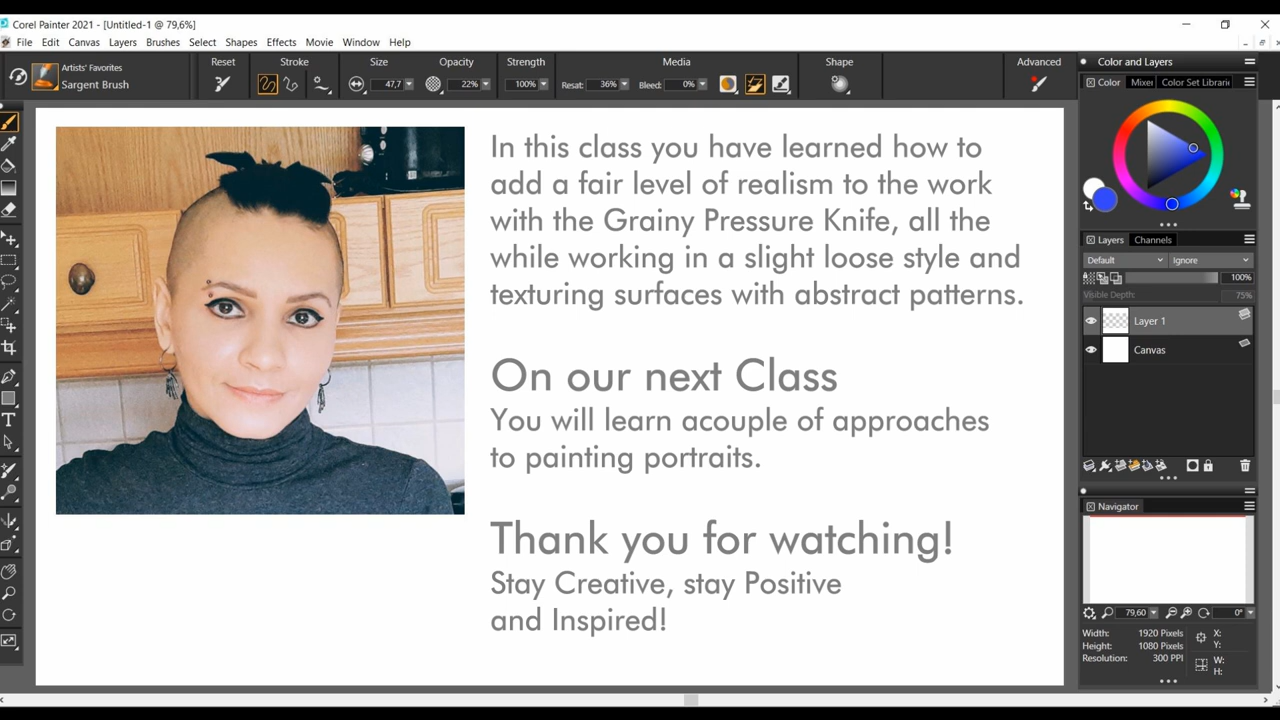 Corel Painter 2021 - [Untitled-1 @ 79,6%]
File Edit Canvas Layers Brushes Select Shapes Effects Movie Window Help
Artists' Favorites
Sargent Brush
Reset
Stroke
Size
47,7
Opacity
22%
Strength
100%
Media
Resat: 36%
Bleed: 0%
Shape
Advanced
Color and Layers
Color Mixer Color Set Librarie
In this class you have learned how to
add a fair level of realism to the work
with the Grainy Pressure Knife, all the
while working in a slight loose style and
texturing surfaces with abstract patterns.
On our next Class
You will learn acouple of approaches
to painting portraits.
Thank you for watching!
Stay Creative, stay Positive
and Inspired!
Layers Channels
Default Ignore
100%
Visible Depth: 75%
Layer 1
Canvas
Navigator
79,60 0°
Width: 1920 Pixels
Height: 1080 Pixels
Resolution: 300 PPI
X:
Y:
W:
H: